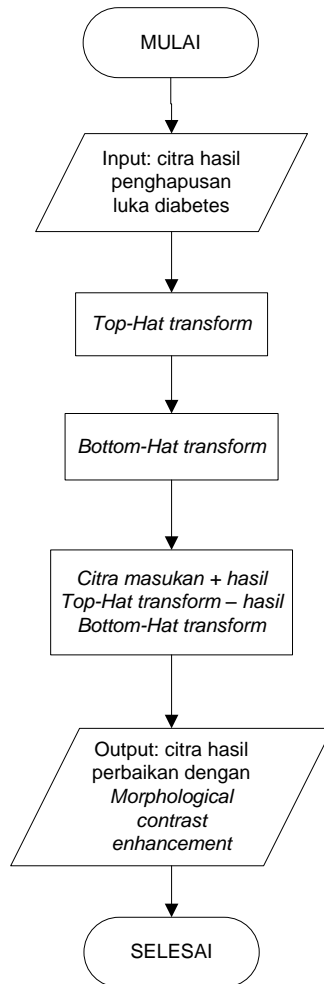 MULAI
Input: citra hasil
penghapusan
luka diabetes
Top-Hat transform
Bottom-Hat transform
Citra masukan + hasil
Top-Hat transform – hasil
Bottom-Hat transform
Output: citra hasil
perbaikan dengan
Morphological
contrast
enhancement
SELESAI